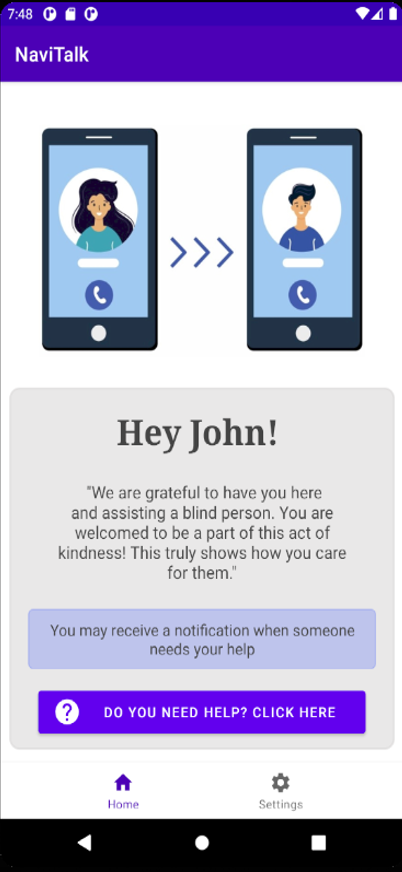 7:48
NaviTalk
Hey John!
"We are grateful to have you here
and assisting a blind person. You are
welcomed to be a part of this act of
kindness! This truly shows how you care
for them."
You may receive a notification when someone
needs your help
DO YOU NEED HELP? CLICK HERE
Home
Settings